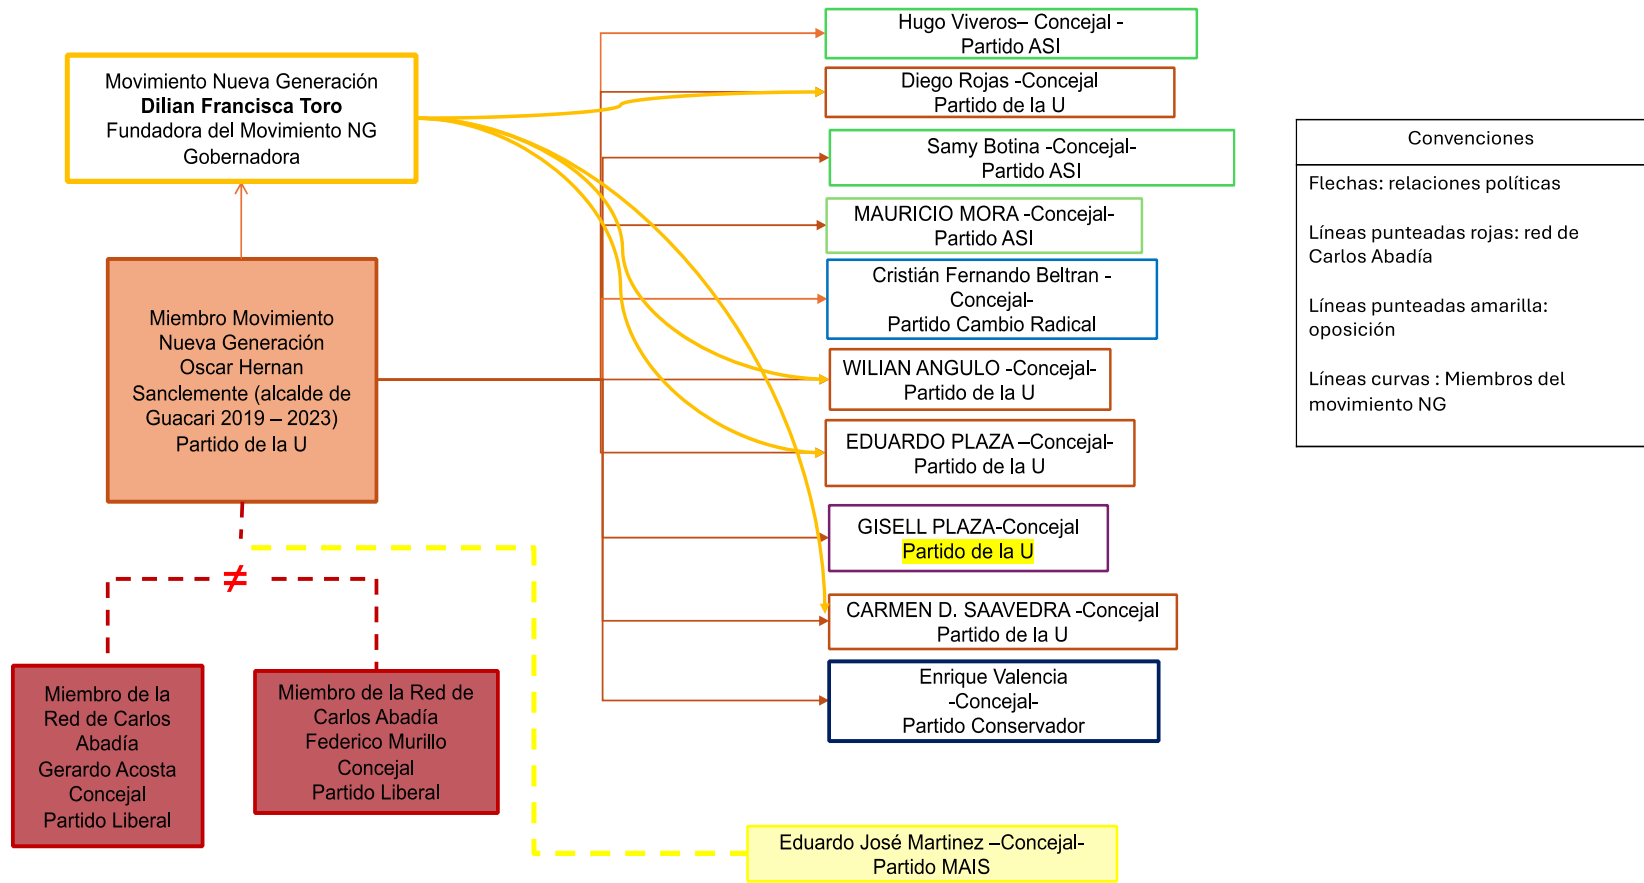 Movimiento Nueva Generación
Dilian Francisca Toro
Fundadora del Movimiento NG
Gobernadora
Miembro Movimiento
Nueva Generación
Oscar Hernan
Sanclemente (alcalde de
Guacari 2019 – 2023)
Partido de la U
≠
Miembro de la
Red de Carlos
Abadía
Gerardo Acosta
Concejal
Partido Liberal
Miembro de la Red de
Carlos Abadía
Federico Murillo
Concejal
Partido Liberal
Hugo Viveros– Concejal -
Partido ASI
Diego Rojas -Concejal
Partido de la U
Samy Botina -Concejal-
Partido ASI
MAURICIO MORA -Concejal-
Partido ASI
Cristián Fernando Beltran -
Concejal-
Partido Cambio Radical
WILIAN ANGULO -Concejal-
Partido de la U
EDUARDO PLAZA –Concejal-
Partido de la U
GISELL PLAZA-Concejal
Partido de la U
CARMEN D. SAAVEDRA -Concejal
Partido de la U
Enrique Valencia
-Concejal-
Partido Conservador
Eduardo José Martinez –Concejal-
Partido MAIS
Convenciones
Flechas: relaciones políticas
Líneas punteadas rojas: red de
Carlos Abadía
Líneas punteadas amarilla:
oposición
Líneas curvas : Miembros del
movimiento NG